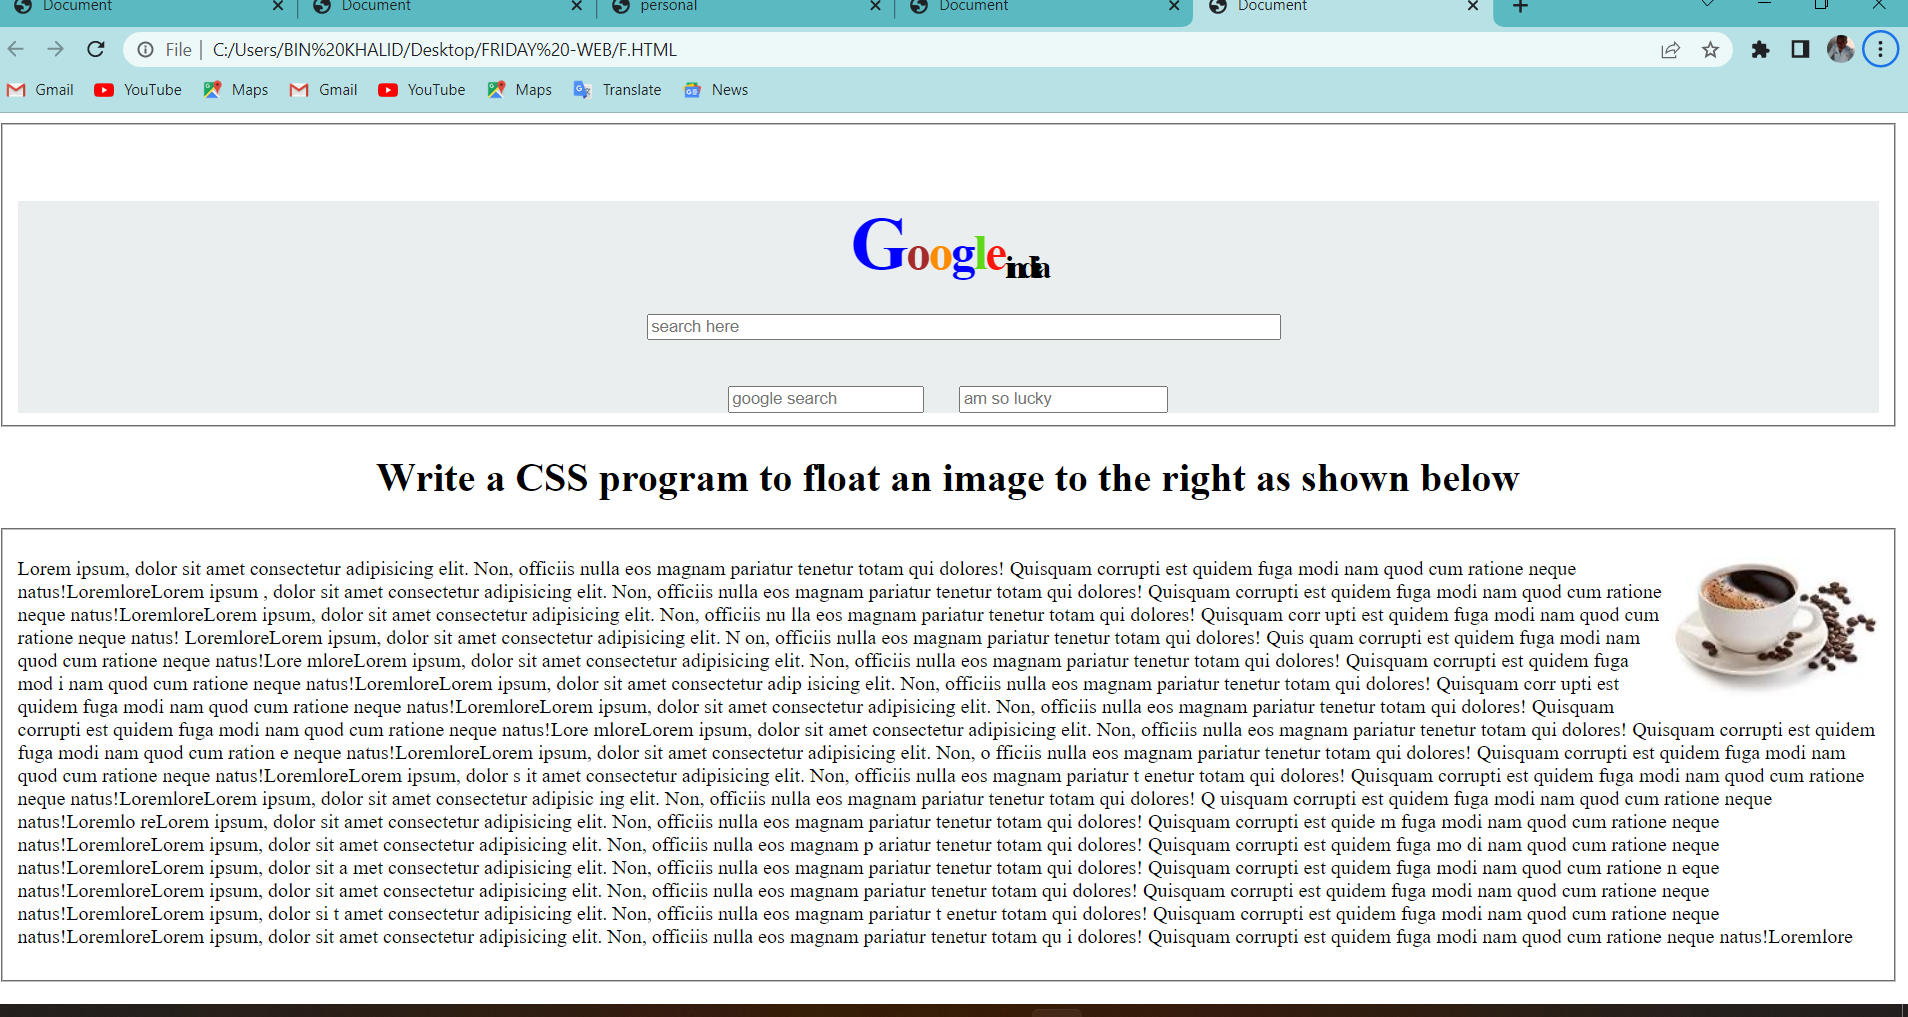 Document Document personal Document Document
File | C:/Users/BIN%20KHALID/Desktop/FRIDAY%20-WEB/F.HTML
Gmail YouTube Maps Gmail YouTube Maps Translate News
Googleindia
search here
google search am so lucky
Write a CSS program to float an image to the right as shown below
Lorem ipsum, dolor sit amet consectetur adipisicing elit. Non, officiis nulla eos magnam pariatur tenetur totam qui dolores! Quisquam corrupti est quidem fuga modi nam quod cum ratione neque
natus!LoremloreLorem ipsum , dolor sit amet consectetur adipisicing elit. Non, officiis nulla eos magnam pariatur tenetur totam qui dolores! Quisquam corrupti est quidem fuga modi nam quod cum ratione
neque natus!LoremloreLorem ipsum, dolor sit amet consectetur adipisicing elit. Non, officiis nu lla eos magnam pariatur tenetur totam qui dolores! Quisquam corr upti est quidem fuga modi nam quod cum
ratione neque natus! LoremloreLorem ipsum, dolor sit amet consectetur adipisicing elit. N on, officiis nulla eos magnam pariatur tenetur totam qui dolores! Quis quam corrupti est quidem fuga modi nam
quod cum ratione neque natus!Lore mloreLorem ipsum, dolor sit amet consectetur adipisicing elit. Non, officiis nulla eos magnam pariatur tenetur totam qui dolores! Quisquam corrupti est quidem fuga
mod i nam quod cum ratione neque natus!LoremloreLorem ipsum, dolor sit amet consectetur adip isicing elit. Non, officiis nulla eos magnam pariatur tenetur totam qui dolores! Quisquam corr upti est
quidem fuga modi nam quod cum ratione neque natus!LoremloreLorem ipsum, dolor sit amet consectetur adipisicing elit. Non, officiis nulla eos magnam pariatur tenetur totam qui dolores! Quisquam
corrupti est quidem fuga modi nam quod cum ratione neque natus!Lore mloreLorem ipsum, dolor sit amet consectetur adipisicing elit. Non, officiis nulla eos magnam pariatur tenetur totam qui dolores! Quisquam corrupti est quidem
fuga modi nam quod cum ration e neque natus!LoremloreLorem ipsum, dolor sit amet consectetur adipisicing elit. Non, o fficiis nulla eos magnam pariatur tenetur totam qui dolores! Quisquam corrupti est quidem fuga modi nam
quod cum ratione neque natus!LoremloreLorem ipsum, dolor s it amet consectetur adipisicing elit. Non, officiis nulla eos magnam pariatur t enetur totam qui dolores! Quisquam corrupti est quidem fuga modi nam quod cum ratione
neque natus!LoremloreLorem ipsum, dolor sit amet consectetur adipisic ing elit. Non, officiis nulla eos magnam pariatur tenetur totam qui dolores! Q uisquam corrupti est quidem fuga modi nam quod cum ratione neque
natus!Loremlo reLorem ipsum, dolor sit amet consectetur adipisicing elit. Non, officiis nulla eos magnam pariatur tenetur totam qui dolores! Quisquam corrupti est quide m fuga modi nam quod cum ratione neque
natus!LoremloreLorem ipsum, dolor sit amet consectetur adipisicing elit. Non, officiis nulla eos magnam p ariatur tenetur totam qui dolores! Quisquam corrupti est quidem fuga mo di nam quod cum ratione neque
natus!LoremloreLorem ipsum, dolor sit a met consectetur adipisicing elit. Non, officiis nulla eos magnam pariatur tenetur totam qui dolores! Quisquam corrupti est quidem fuga modi nam quod cum ratione n eque
natus!LoremloreLorem ipsum, dolor sit amet consectetur adipisicing elit. Non, officiis nulla eos magnam pariatur tenetur totam qui dolores! Quisquam corrupti est quidem fuga modi nam quod cum ratione neque
natus!LoremloreLorem ipsum, dolor si t amet consectetur adipisicing elit. Non, officiis nulla eos magnam pariatur t enetur totam qui dolores! Quisquam corrupti est quidem fuga modi nam quod cum ratione neque
natus!LoremloreLorem ipsum, dolor sit amet consectetur adipisicing elit. Non, officiis nulla eos magnam pariatur tenetur totam qu i dolores! Quisquam corrupti est quidem fuga modi nam quod cum ratione neque natus!Loremlore